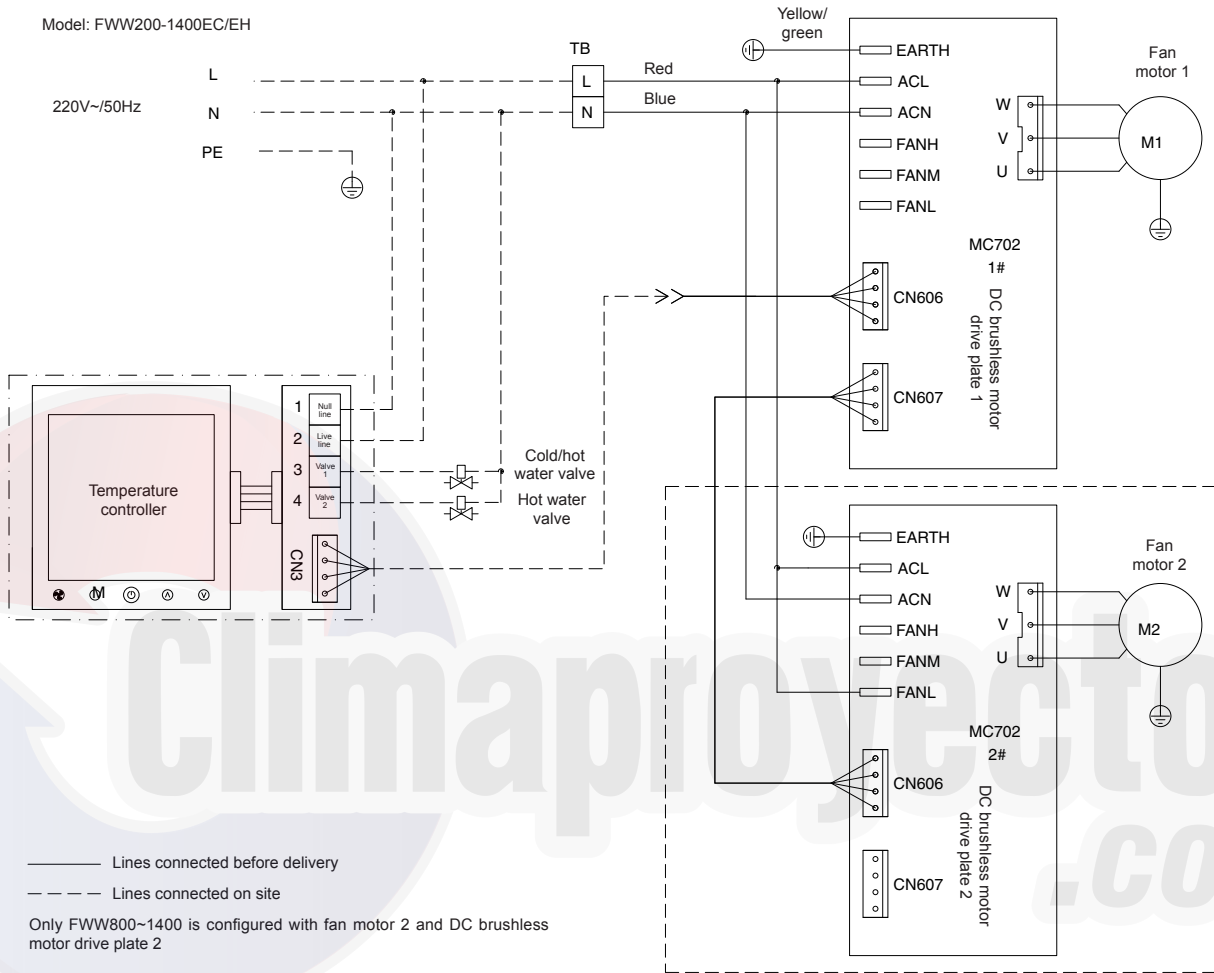 Model: FWW200-1400EC/EH
L
220V~/50Hz
N
PE
TB
L
N
Red
Blue
Yellow/
green
EARTH
ACL
ACN
FANH
FANM
FANL
W
V
U
Fan
motor 1
M1
MC702
1#
DC brushless motor
drive plate 1
CN606
CN607
1
Null
line
2
Live
line
3
Valve
1
4
Valve
2
CN3
Temperature
controller
M
Cold/hot
water valve
Hot water
valve
EARTH
ACL
ACN
FANH
FANM
FANL
W
V
U
Fan
motor 2
M2
MC702
2#
DC brushless motor
drive plate 2
CN606
CN607
Lines connected before delivery
Lines connected on site
Only FWW800~1400 is configured with fan motor 2 and DC brushless
motor drive plate 2
Climaproyecto
.co